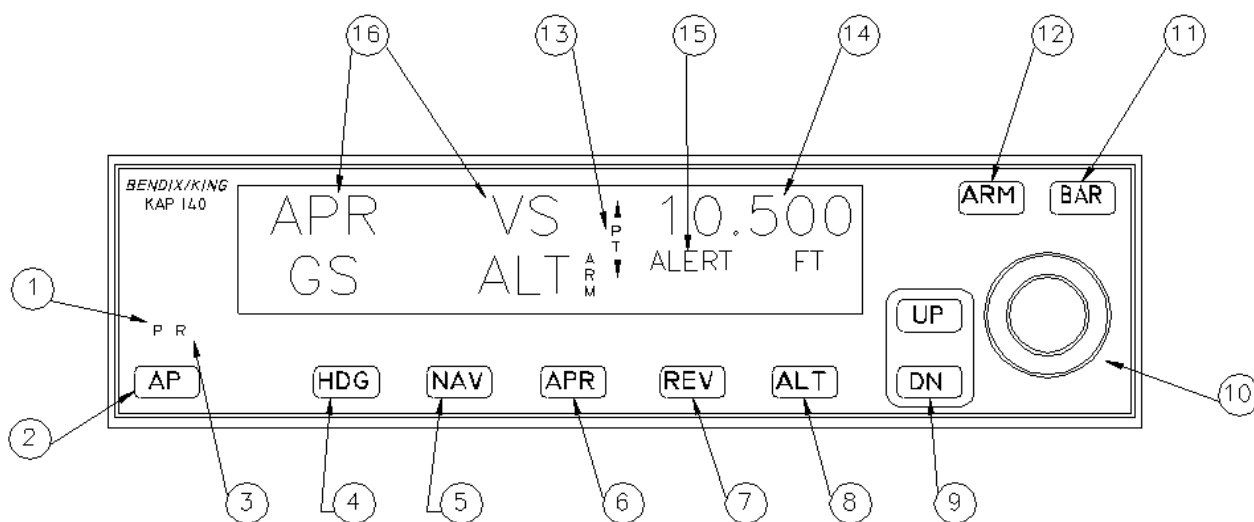 16 13 15 14 12 11
BENDIX/KING
KAP 140
APR VS PT 10.500
GS ALT ARM ALERT FT
ARM BAR
1
P R
UP
AP HDG NAV APR REV ALT DN
10
2 3 4 5 6 7 8 9